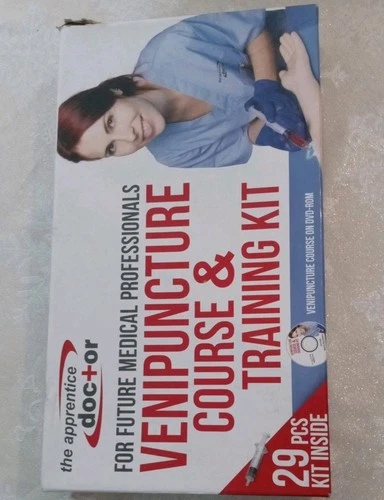 the apprentice
doctor
FOR FUTURE MEDICAL PROFESSIONALS
VENIPUNCTURE
COURSE &
TRAINING KIT
VENIPUNCTURE COURSE ON DVD-ROM
29 PCS
KIT INSIDE